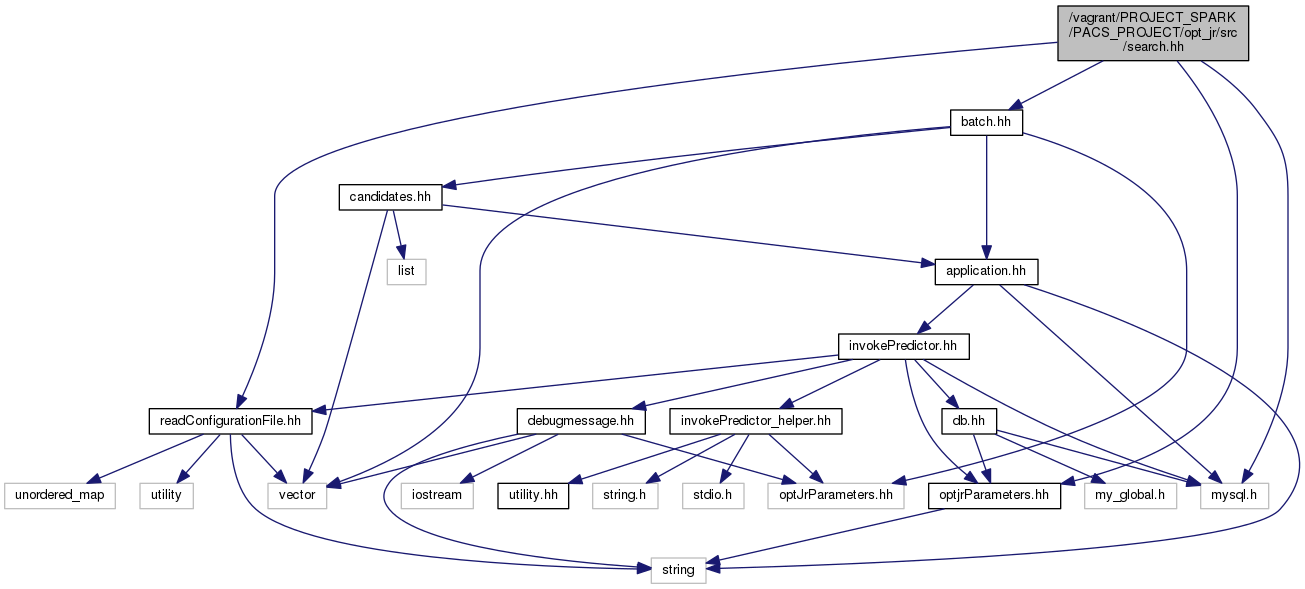 /vagrant/PROJECT_SPARK
/PACS_PROJECT/opt_jr/src
/search.hh
batch.hh
candidates.hh
list
application.hh
invokePredictor.hh
readConfigurationFile.hh
debugmessage.hh
invokePredictor_helper.hh
db.hh
unordered_map
utility
vector
iostream
utility.hh
string.h
stdio.h
optJrParameters.hh
optjrParameters.hh
my_global.h
mysql.h
string